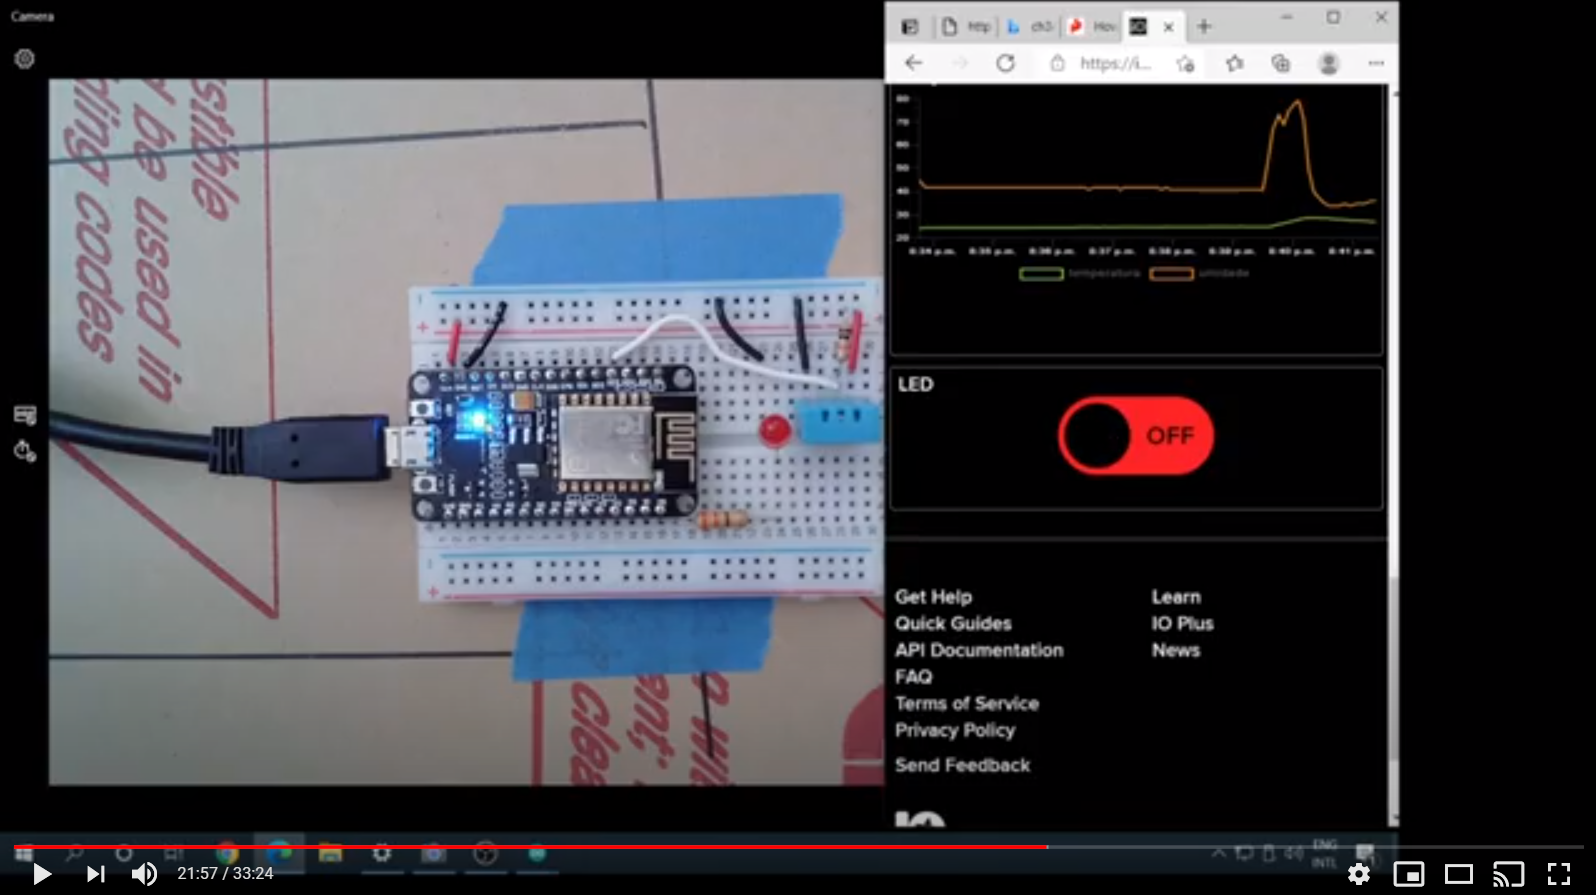 Camera
http
ch3
Hov
https://i...
80
70
60
50
40
30
20
6:34 p.m. 6:35 p.m. 6:36 p.m. 6:37 p.m. 6:38 p.m. 6:39 p.m. 6:40 p.m. 6:41 p.m.
temperatura umidade
stible
d be used in
ding codes
LED
OFF
Get Help
Quick Guides
API Documentation
FAQ
Terms of Service
Privacy Policy
Send Feedback
Learn
IO Plus
News
ENG
INTL
21:57 / 33:24